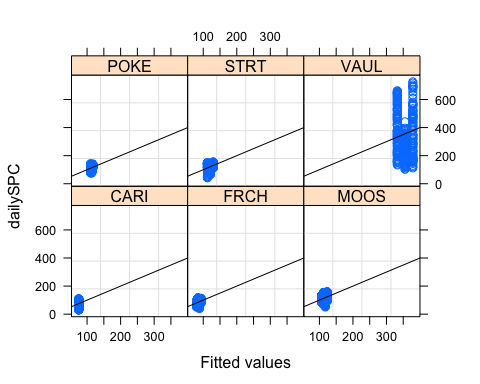 100 200 300
POKE STRT VAUL
600
400
200
0
dailySPC
CARI FRCH MOOS
600
400
200
0
100 200 300 100 200 300
Fitted values